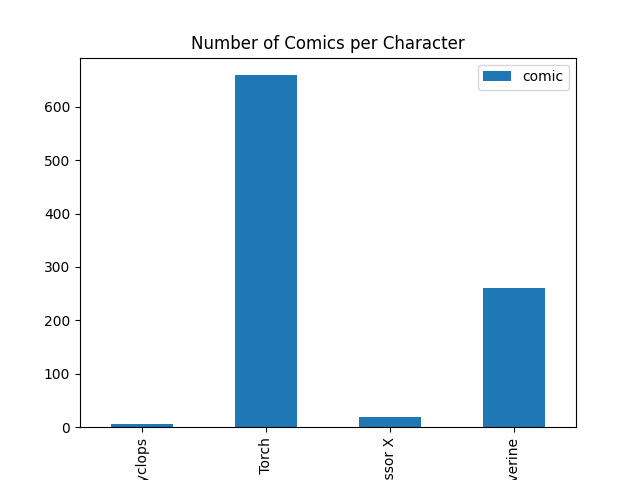 Number of Comics per Character
comic
600
500
400
300
200
100
0
yclops
Torch
ssor X
verine